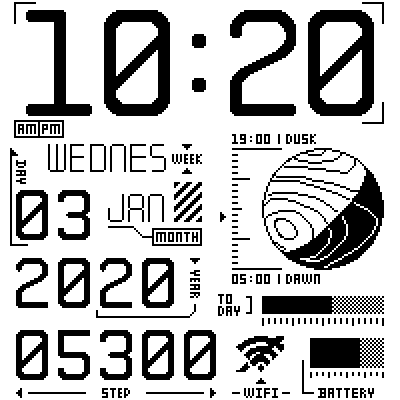 10:20
AM PM
WEDNES WEEK
DAY
03 JAN
MONTH
2020 YEAR
05300
STEP
19:00 | DUSK
05:00 | DAWN
TO DAY
WIFI
BATTERY